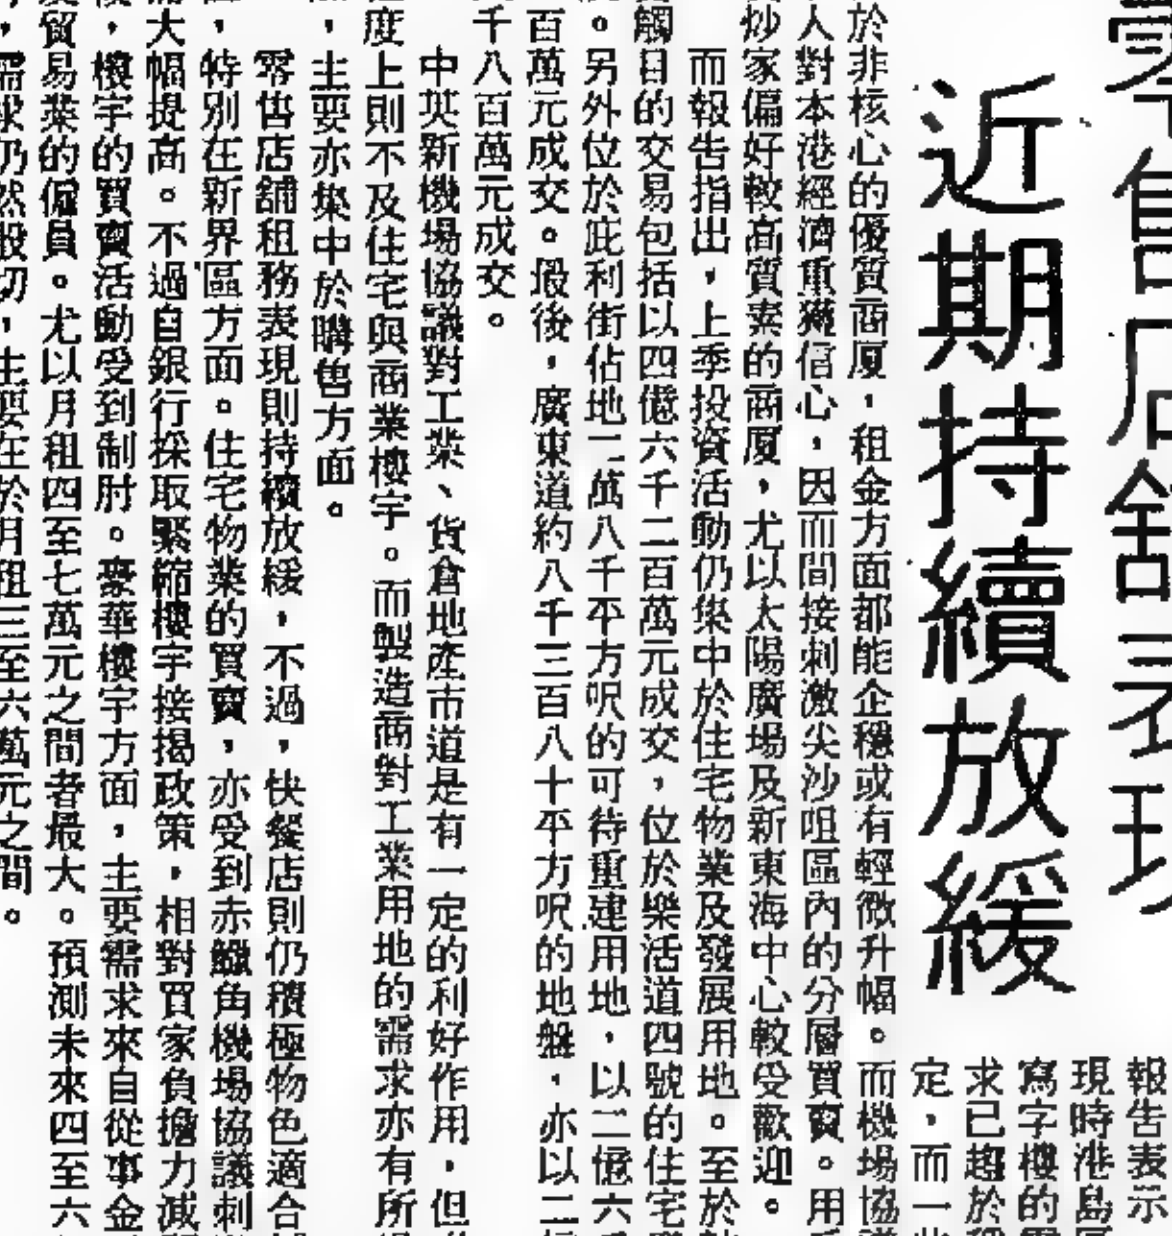 售店舖表現
近期持續放緩
報告表示
現時港島
寫字樓的需
求已趨於
定，而一些
於非核心的優質商厦，租金方面都能企穩或有輕微升幅。而機場協
人對本港經濟重獲信心，因而間接刺激尖沙咀區內的分層買賣。用
炒家偏好較高質素的商厦，尤以太陽廣場及新東海中心較受歡迎。
而報告指出，上季投資活動仍集中於住宅物業及發展用地。至於
觸目的交易包括以四億六千二百萬元成交，位於樂活道四號的住宅
。另外位於庇利街佔地二萬八千平方呎的可待重建用地，以二億六
百萬元成交。最後，廣東道約八千三百八十平方呎的地盤，亦以二
千八百萬元成交。
中英新機場協議對工業、貨倉地產市道是有一定的利好作用，但
度上則不及住宅與商業樓宇。而製造商對工業用地的需求亦有所
，主要亦集中於購售方面。
零售店舖租務表現則持續放緩，不過，快餐店則仍積極物色適合
，特別在新界區方面。住宅物業的買賣，亦受到赤鱲角機場協議刺
大幅提高。不過自銀行採取緊縮樓宇按揭政策，相對買家負擔力減
，樓宇的買賣活動受到制肘。豪華樓宇方面，主要需求來自從事金
貿易業的僱員。尤以月租四至七萬元之間者最大。預測未來四至六
，需求仍然殷切，主要在於月租三至六萬元之間。